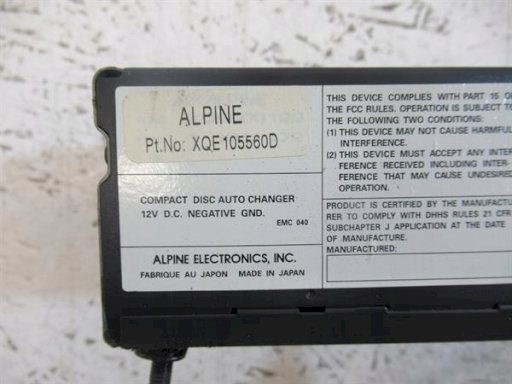 ALPINE
Pt.No: XQE105560D
COMPACT DISC AUTO CHANGER
12V D.C. NEGATIVE GND.
EMC 040
ALPINE ELECTRONICS, INC.
FABRIQUE AU JAPON MADE IN JAPAN
THIS DEVICE COMPLIES WITH PART 15
THE FCC RULES. OPERATION IS SUBJECT
THE FOLLOWING TWO CONDITIONS:
(1) THIS DEVICE MAY NOT CAUSE HARMFUL
INTERFERENCE.
(2) THIS DEVICE MUST ACCEPT ANY INTER
FERENCE RECEIVED INCLUDING INTER-
FERENCE THAT MAY CAUSE UNDESIRED
OPERATION.
PRODUCT IS CERTIFIED BY THE MANUFACTU
RER TO COMPLY WITH DHHS RULES 21 CFR
SUBCHAPTER J APPLICATION AT THE DATE
OF MANUFACTURE.
MANUFACTURED: